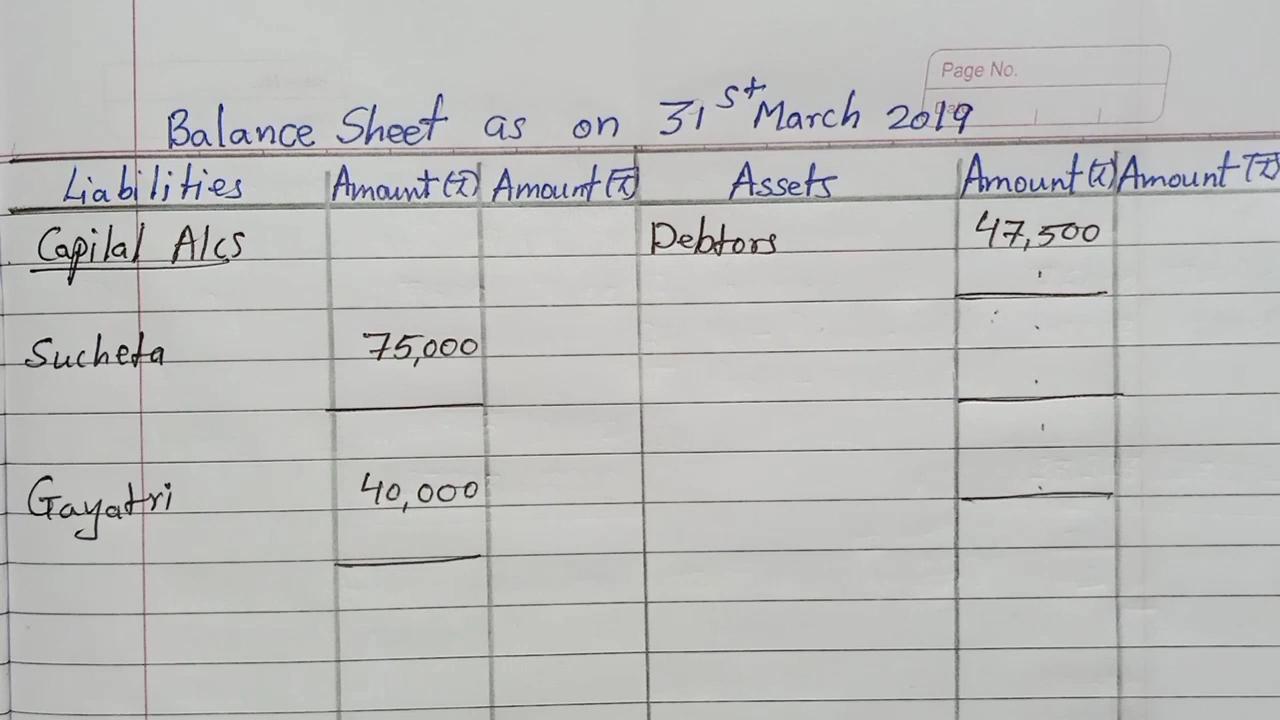 Page No.
Balance Sheet as on 31st March 2019
Liabilities Amount (₹) Amount (₹) Assets Amount (₹) Amount (₹)
Capilal A/cs Debtors 47,500
Sucheta 75,000
Gayatri 40,000